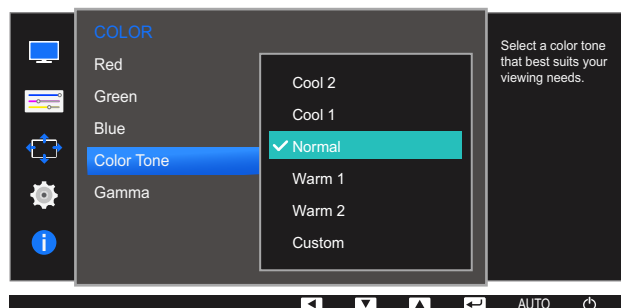 COLOR
Red
Green
Blue
Color Tone
Gamma
Cool 2
Cool 1
Normal
Warm 1
Warm 2
Custom
Select a color tone
that best suits your
viewing needs.
AUTO